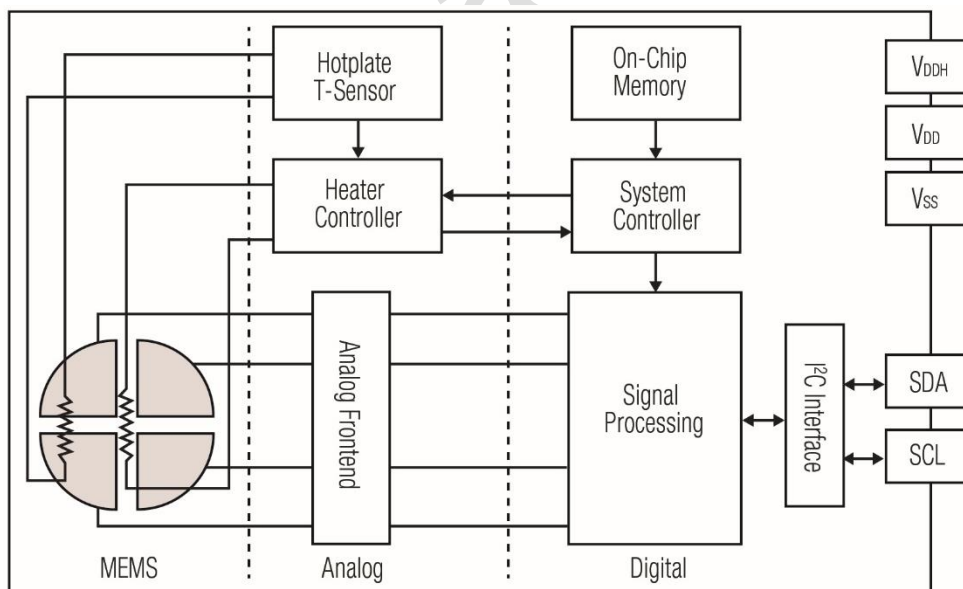 Hotplate
T-Sensor
On-Chip
Memory
VDDH
VDD
VSS
Heater
Controller
System
Controller
Analog Frontend
Signal
Processing
I²C Interface
SDA
SCL
MEMS
Analog
Digital